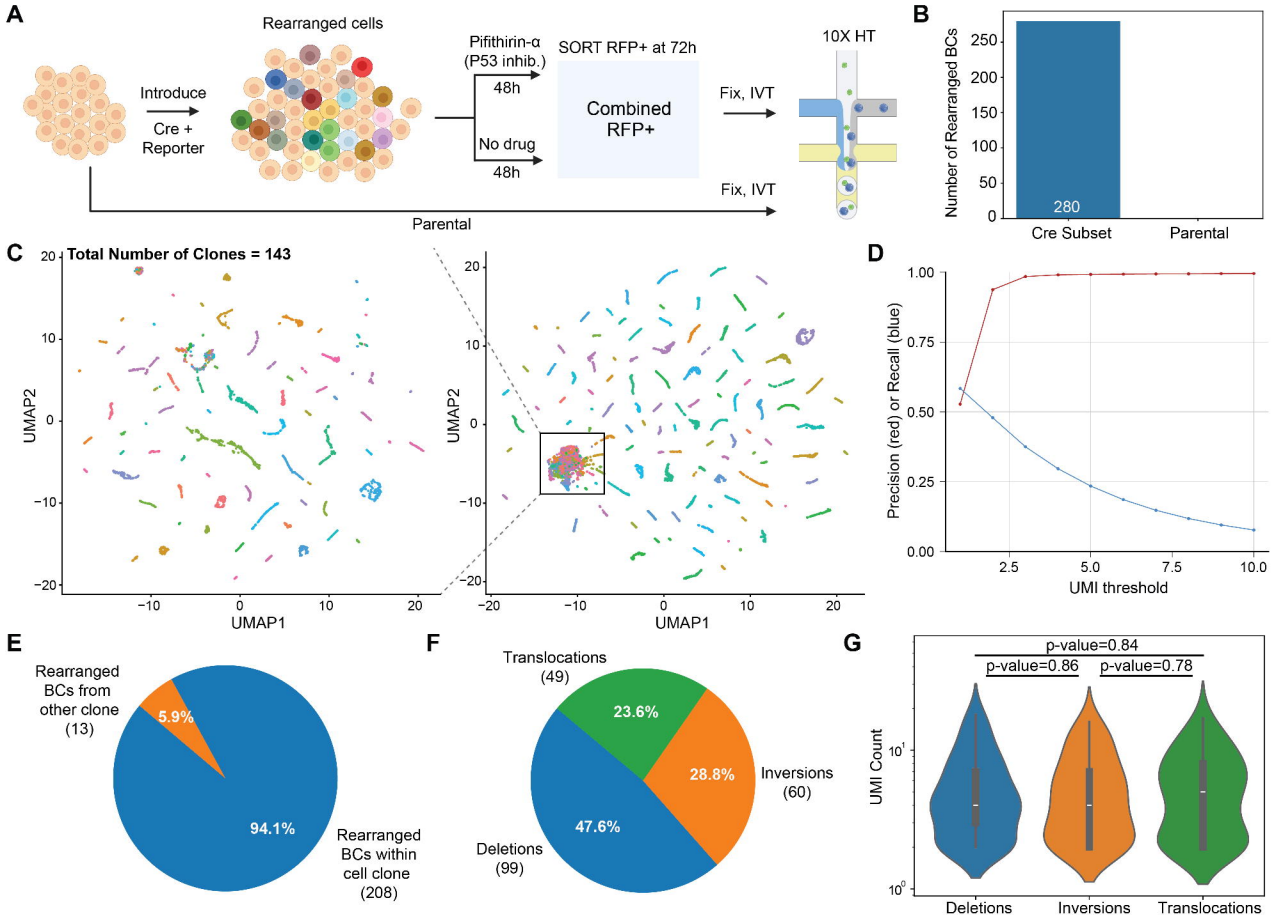 A
Rearranged cells
Introduce
Cre +
Reporter
Pifithrin-α
(P53 inhib.)
48h
No drug
48h
SORT RFP+ at 72h
Combined
RFP+
Fix, IVT
10X HT
Fix, IVT
Parental
B
Number of Rearranged BCs
250
200
150
100
50
0
280
Cre Subset
Parental
C
Total Number of Clones = 143
UMAP2
20
10
0
−10
−20
−10
0
10
20
UMAP1
UMAP2
20
10
0
−10
−20
−20
−10
0
10
20
UMAP1
D
Precision (red) or Recall (blue)
1.00
0.75
0.50
0.25
0.00
2.5
5.0
7.5
10.0
UMI threshold
E
Rearranged
BCs from
other clone
(13)
5.9%
94.1%
Rearranged
BCs within
cell clone
(208)
F
Translocations
(49)
23.6%
28.8%
Inversions
(60)
47.6%
Deletions
(99)
G
p-value=0.84
p-value=0.86
p-value=0.78
UMI Count
10¹
10⁰
Deletions
Inversions
Translocations